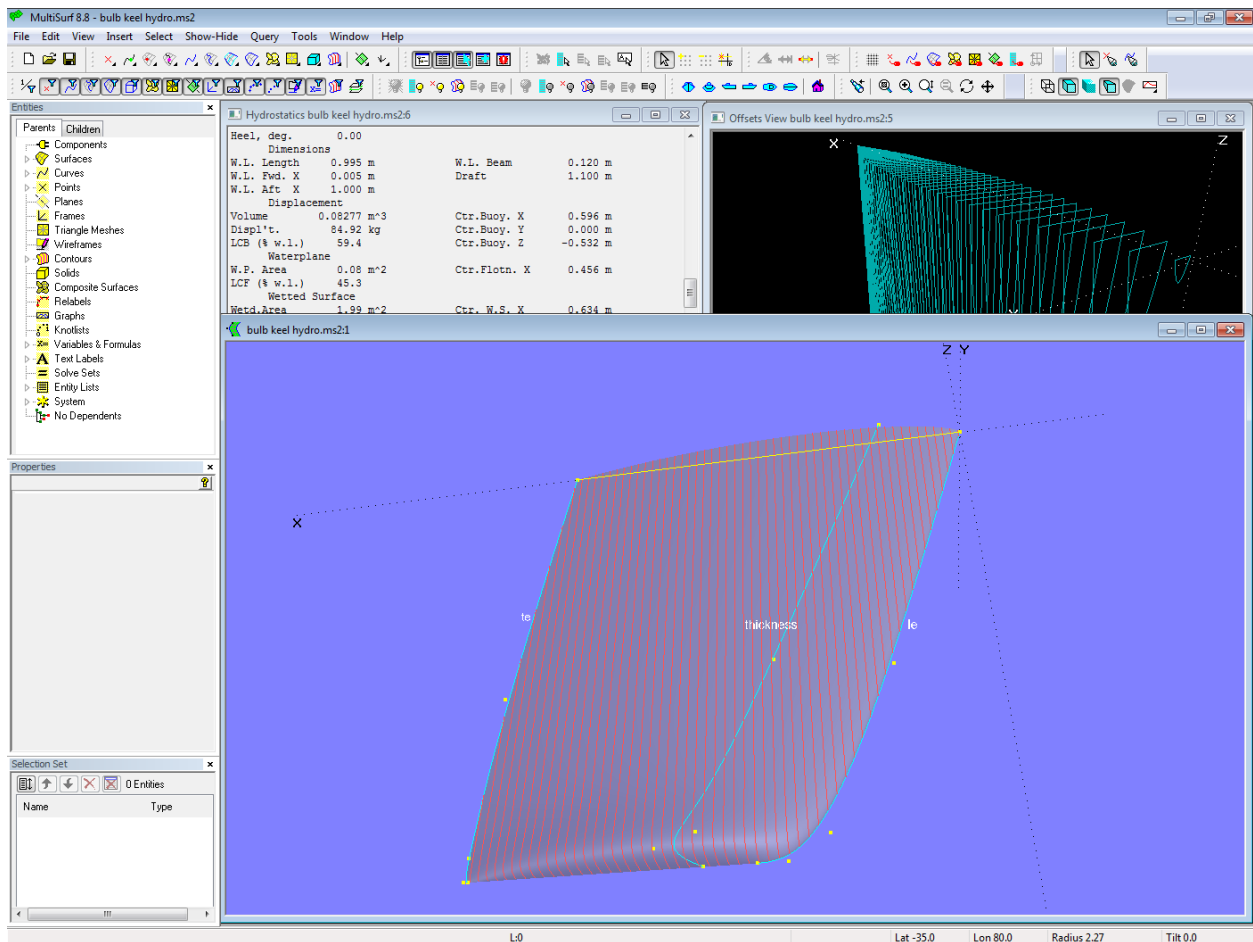 MultiSurf 8.8 - bulb keel hydro.ms2
File Edit View Insert Select Show-Hide Query Tools Window Help
Entities
Parents Children
Components
Surfaces
Curves
Points
Planes
Frames
Triangle Meshes
Wireframes
Contours
Solids
Composite Surfaces
Relabels
Graphs
Knotlists
Variables & Formulas
Text Labels
Solve Sets
Entity Lists
System
No Dependents
Properties
Selection Set
0 Entities
Name Type
Hydrostatics bulb keel hydro.ms2:6
Heel, deg. 0.00
Dimensions
W.L. Length 0.995 m W.L. Beam 0.120 m
W.L. Fwd. X 0.005 m Draft 1.100 m
W.L. Aft X 1.000 m
Displacement
Volume 0.08277 m^3 Ctr.Buoy. X 0.596 m
Displ't. 84.92 kg Ctr.Buoy. Y 0.000 m
LCB (% w.l.) 59.4 Ctr.Buoy. Z -0.532 m
Waterplane
W.P. Area 0.08 m^2 Ctr.Flotn. X 0.456 m
LCF (% w.l.) 45.3
Wetted Surface
Wetd.Area 1.99 m^2 Ctr. W.S. X 0.634 m
Offsets View bulb keel hydro.ms2:5
X Z
bulb keel hydro.ms2:1
Z Y
X
te
thickness
le
L:0 Lat -35.0 Lon 80.0 Radius 2.27 Tilt 0.0